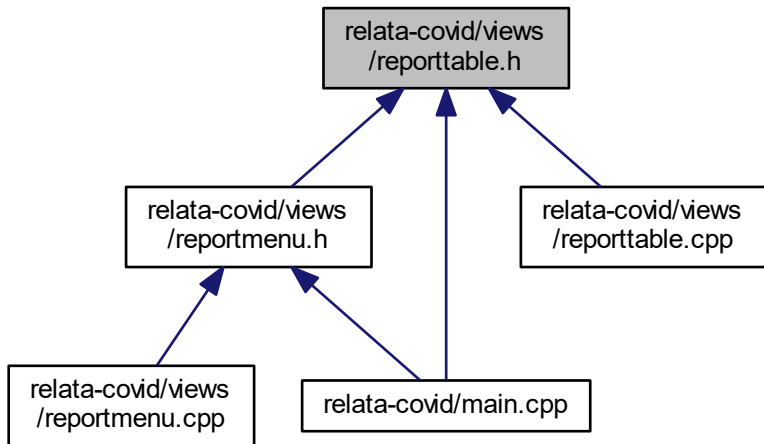 relata-covid/views
/reporttable.h
relata-covid/views
/reportmenu.h
relata-covid/views
/reporttable.cpp
relata-covid/views
/reportmenu.cpp
relata-covid/main.cpp